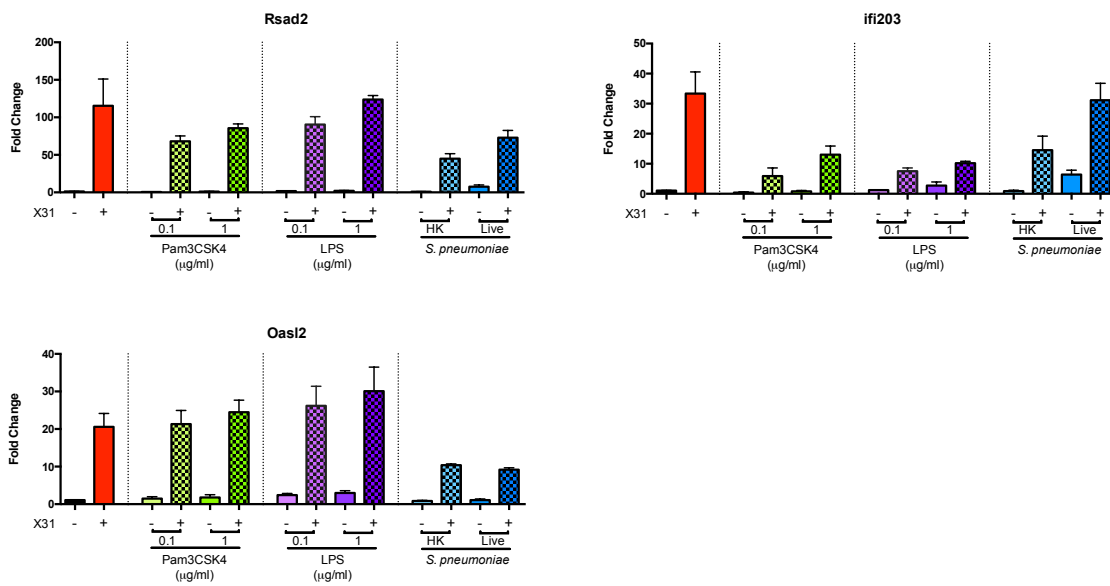 Rsad2
200
150
100
50
0
Fold Change
X31 - + - + - + - + - + - + - +
0.1 1 0.1 1 HK Live
Pam3CSK4 LPS S. pneumoniae
(μg/ml) (μg/ml)
ifi203
50
40
30
20
10
0
Fold Change
X31 - + - + - + - + - + - + - +
0.1 1 0.1 1 HK Live
Pam3CSK4 LPS S. pneumoniae
(μg/ml) (μg/ml)
Oasl2
40
30
20
10
0
Fold Change
X31 - + - + - + - + - + - + - +
0.1 1 0.1 1 HK Live
Pam3CSK4 LPS S. pneumoniae
(μg/ml) (μg/ml)